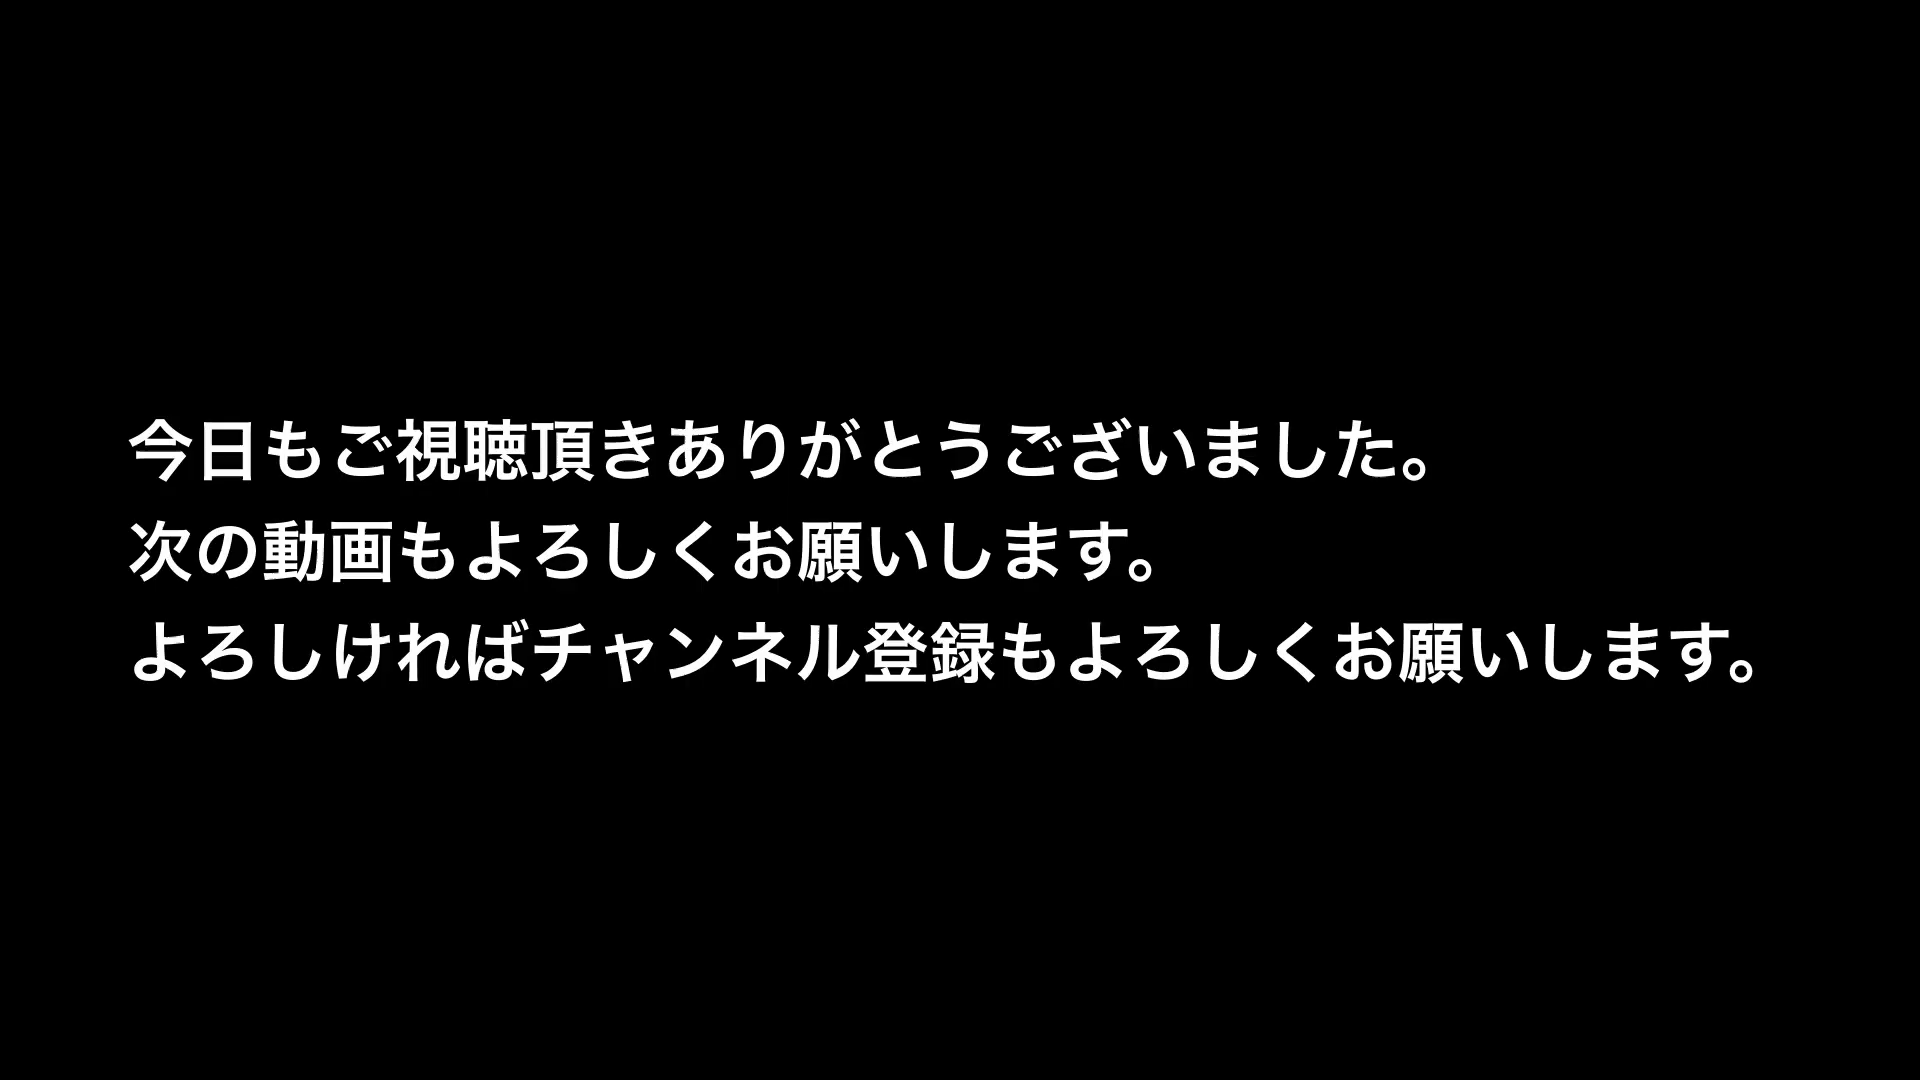 今日もご視聴頂きありがとうございました。
次の動画もよろしくお願いします。
よろしければチャンネル登録もよろしくお願いします。